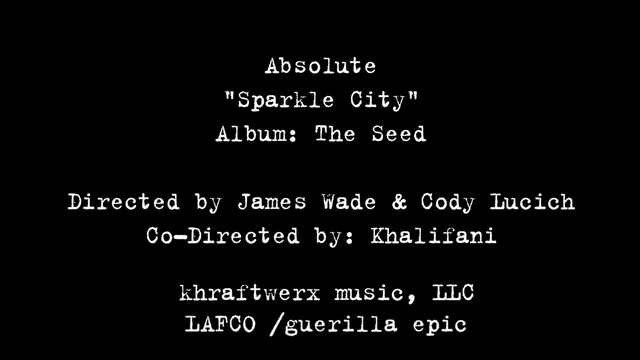 Absolute
"Sparkle City"
Album: The Seed
Directed by James Wade & Cody Lucich
Co-Directed by: Khalifani
khraftwerx music, LLC
LAFCO /guerilla epic